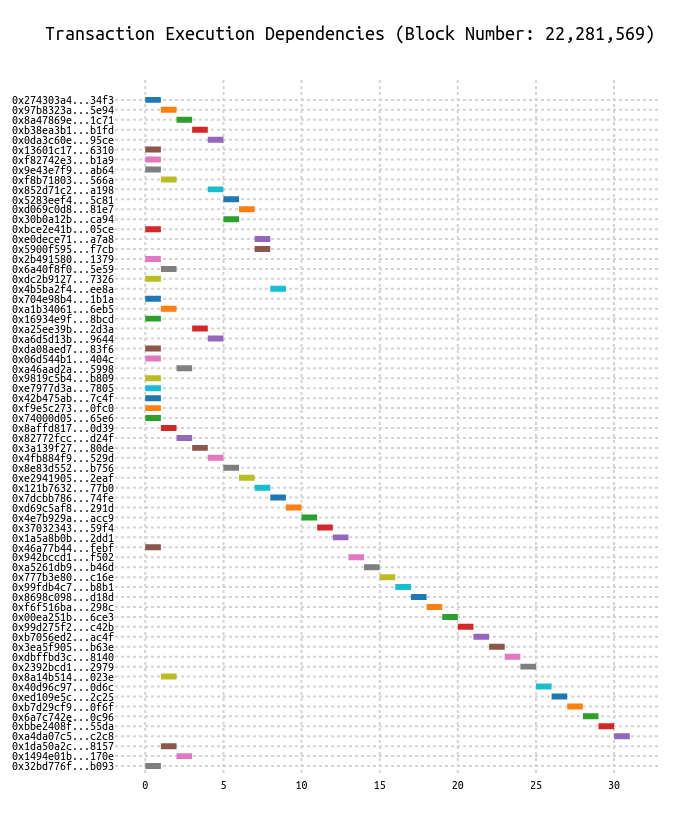 Transaction Execution Dependencies (Block Number: 22,281,569)
0x274303a4...34f3
0x97b8323a...5e94
0x8a47869e...1c71
0xb38ea3b1...b1fd
0x0da3c60e...95ce
0x13601c17...6310
0xf82742e3...b1a9
0x9e43e7f9...ab64
0xf8b71803...566a
0x852d71c2...a198
0x5283eef4...5c81
0xd069c0d8...81e7
0x30b0a12b...ca94
0xbce2e41b...05ce
0xe0dece71...a7a8
0x5900f595...f7cb
0x2b491580...1379
0x6a40f8f0...5e59
0xdc2b9127...7326
0x4b5ba2f4...ee8a
0x704e98b4...1b1a
0xa1b34061...6eb5
0x16934e9f...8bcd
0xa25ee39b...2d3a
0xa6d5d13b...9644
0xda08aed7...83f6
0x06d544b1...404c
0xa46aad2a...5998
0x9819c5b4...b809
0xe7977d3a...7805
0x42b475ab...7c4f
0xf9e5c273...0fc0
0x74000d05...65e6
0x8affd817...0d39
0x82772fcc...d24f
0x3a139f27...80de
0x4fb884f9...529d
0x8e83d552...b756
0xe2941905...2eaf
0x121b7632...77b0
0x7dcbb786...74fe
0xd69c5af8...291d
0x4e7b929a...acc9
0x37032343...59f4
0x1a5a8b0b...2dd1
0x46a77b44...febf
0x942bccd1...f502
0xa5261db9...b46d
0x777b3e80...c16e
0x99fdb4c7...b8b1
0x8698c098...d18d
0xf6f516ba...298c
0x00ea251b...6ce3
0x99d275f2...c42b
0xb7056ed2...ac4f
0x3ea5f905...b63e
0xdbffbd3c...8140
0x2392bcd1...2979
0x8a14b514...023e
0x40d96c97...0d6c
0xed109e5c...2c25
0xb7d29cf9...0f6f
0x6a7c742e...0c96
0xbbe2408f...55da
0xa4da07c5...c2c8
0x1da50a2c...8157
0x1494e01b...170e
0x32bd776f...b093
0 5 10 15 20 25 30